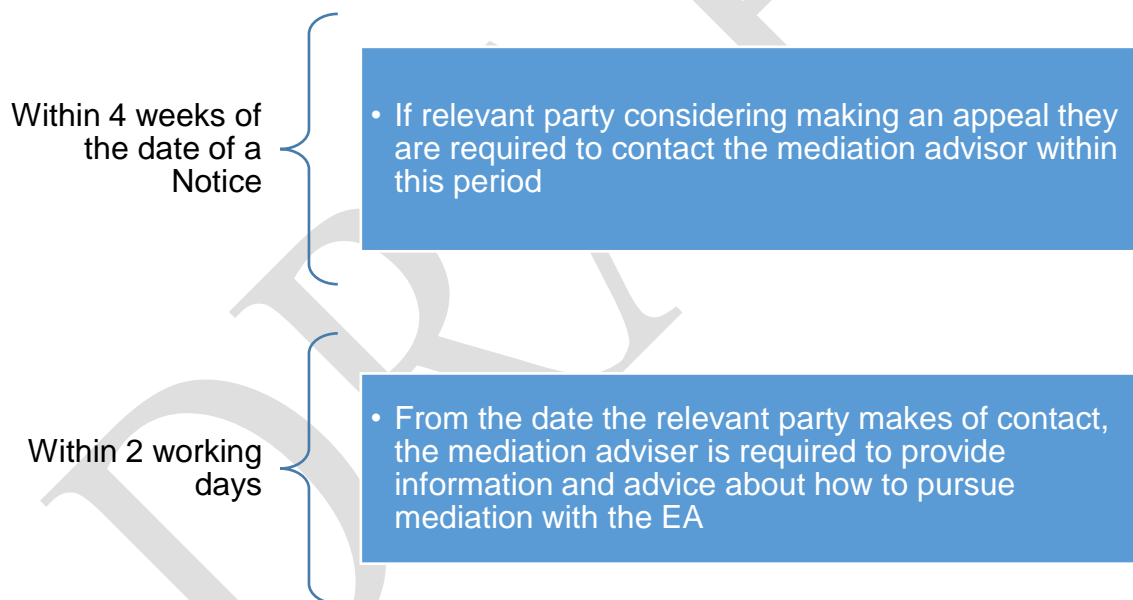 Within 4 weeks of
the date of a
Notice
• If relevant party considering making an appeal they
are required to contact the mediation advisor within
this period
Within 2 working
days
• From the date the relevant party makes of contact,
the mediation adviser is required to provide
information and advice about how to pursue
mediation with the EA